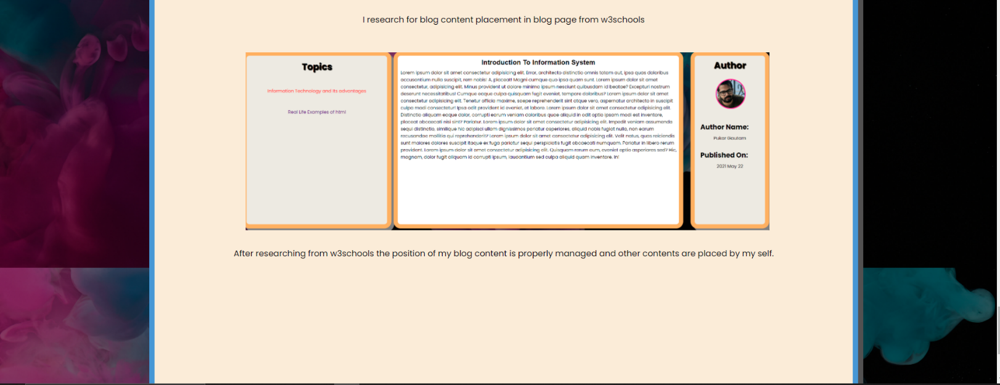 I research for blog content placement in blog page from w3schools
Topics
Information Technology and its advantages
Real Life Examples of html
Introduction To Information System
Lorem ipsum dolor sit amet consectetur adipisicing elit. Error, architecto distinctio omnis totam aut, ipsa quas doloribus
accusantium nulla suscipit, rem nobis! A, placeat! Magni cumque quo ipsa quam sunt. Lorem ipsum dolor sit amet
consectetur, adipisicing elit. Minus provident ut dolore minima ipsum nesciunt quibusdam id beatae? Excepturi nostrum
deserunt necessitatibus! Cumque eaque culpa quisquam fugit eveniet, tempore doloribus? Lorem ipsum dolor sit amet
consectetur adipisicing elit. Tenetur officia maxime, saepe reprehenderit sint atque vero, aspernatur architecto in suscipit
culpa modi consectetur! Ipsa odit provident id eveniet, et labore. Lorem ipsum dolor sit amet consectetur adipisicing elit.
Distinctio aliquam eaque dolor, corrupti earum veniam doloribus quae aliquid in odit optio ipsam modi est inventore,
placeat obcaecati nisi sint? Pariatur. Lorem ipsum dolor sit amet consectetur adipisicing elit. Impedit veniam assumenda
sequi distinctio, similique hic adipisci ullam dignissimos pariatur asperiores, aliquid nobis fugiat nulla, non earum
recusandae mollitia qui reprehenderit? Lorem ipsum dolor sit amet consectetur adipisicing elit. Velit natus, quas reiciendis
sunt maiores dolores suscipit itaque ex fuga pariatur sequi perspiciatis fugit obcaecati numquam. Pariatur in libero rerum
provident. Lorem ipsum dolor sit amet consectetur adipisicing elit. Quisquam rerum eum, eveniet optio asperiores sed? Hic,
magnam, dolor fugit aliquam id corrupti ipsum, laudantium sed culpa aliquid quam inventore. In!
Author
Author Name:
Pukar Gautam
Published On:
2021 May 22
After researching from w3schools the position of my blog content is properly managed and other contents are placed by my self.